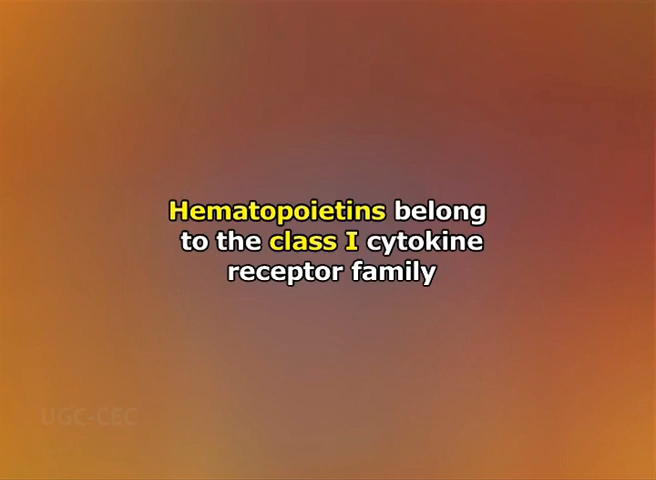 Hematopoietins belong
to the class I cytokine
receptor family
UGC-CEC